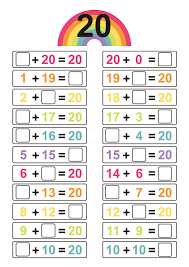 20
□ + 20 = 20
20 + 0 = □
1 + 19 = □
19 + □ = 20
2 + □ = 20
18 + □ = 20
□ + 17 = 20
17 + 3 = □
□ + 16 = 20
□ + 4 = 20
5 + 15 = □
15 + □ = 20
6 + □ = 20
14 + 6 = □
□ + 13 = 20
□ + 7 = 20
8 + 12 = □
12 + □ = 20
9 + □ = 20
11 + 9 = □
□ + 10 = 20
10 + 10 = □